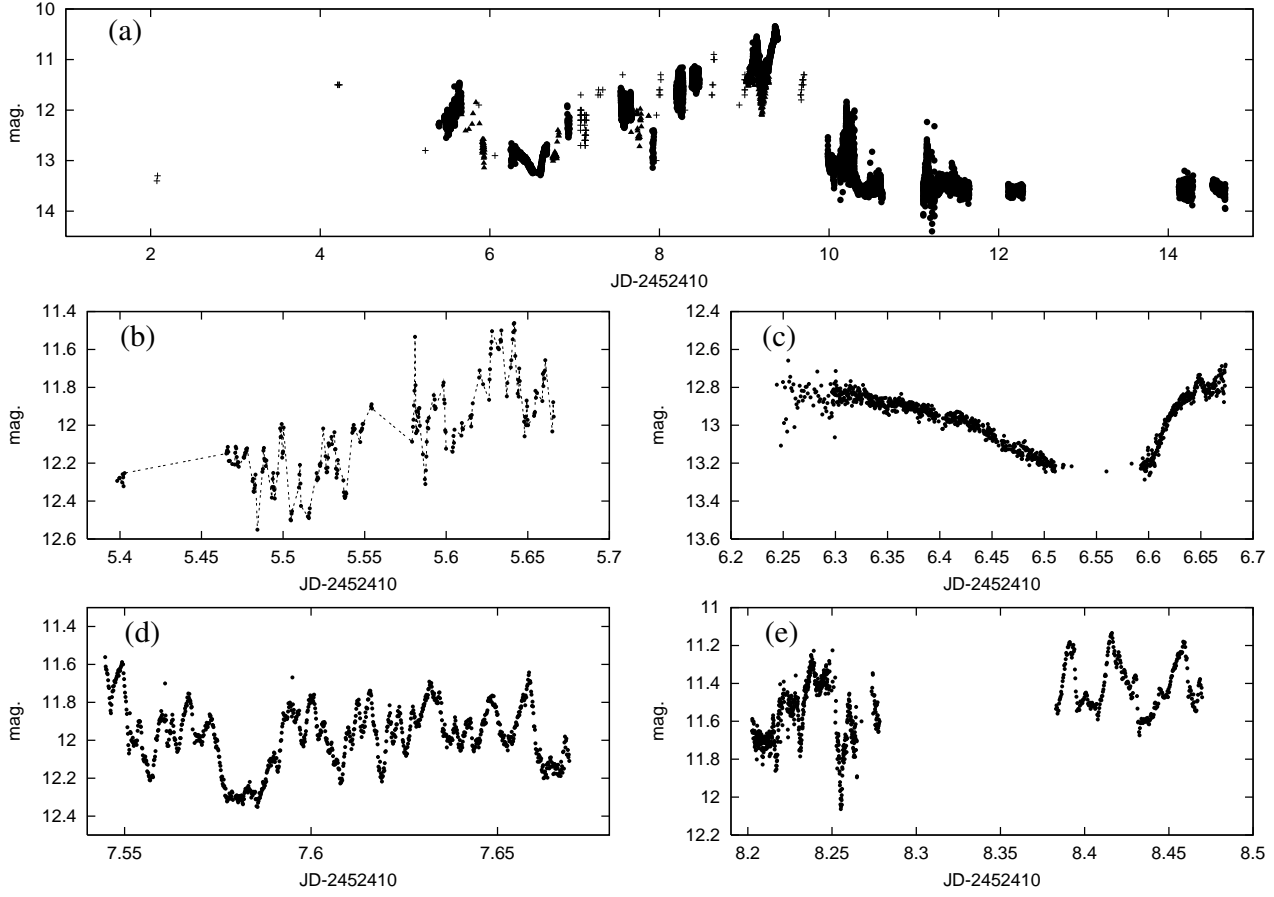 (a)
mag.
10
11
12
13
14
2 4 6 8 10 12 14
JD-2452410
(b)
mag.
11.4
11.6
11.8
12
12.2
12.4
12.6
5.4 5.45 5.5 5.55 5.6 5.65 5.7
JD-2452410
(c)
mag.
12.4
12.6
12.8
13
13.2
13.4
13.6
6.2 6.25 6.3 6.35 6.4 6.45 6.5 6.55 6.6 6.65 6.7
JD-2452410
(d)
mag.
11.4
11.6
11.8
12
12.2
12.4
7.55 7.6 7.65
JD-2452410
(e)
mag.
11
11.2
11.4
11.6
11.8
12
12.2
8.2 8.25 8.3 8.35 8.4 8.45 8.5
JD-2452410